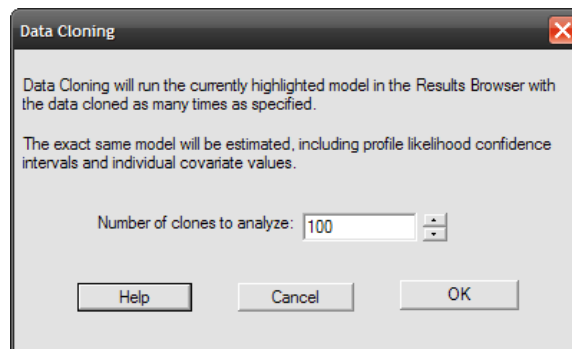 Data Cloning
Data Cloning will run the currently highlighted model in the Results Browser with
the data cloned as many times as specified.
The exact same model will be estimated, including profile likelihood confidence
intervals and individual covariate values.
Number of clones to analyze: 100
Help Cancel OK